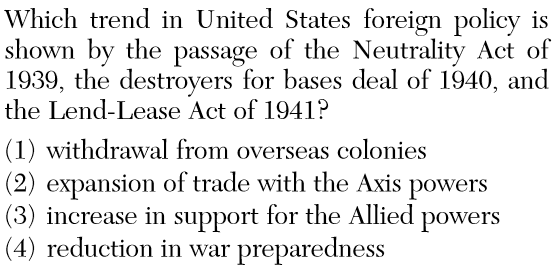 Which trend in United States foreign policy is
shown by the passage of the Neutrality Act of
1939, the destroyers for bases deal of 1940, and
the Lend-Lease Act of 1941?
(1) withdrawal from overseas colonies
(2) expansion of trade with the Axis powers
(3) increase in support for the Allied powers
(4) reduction in war preparedness